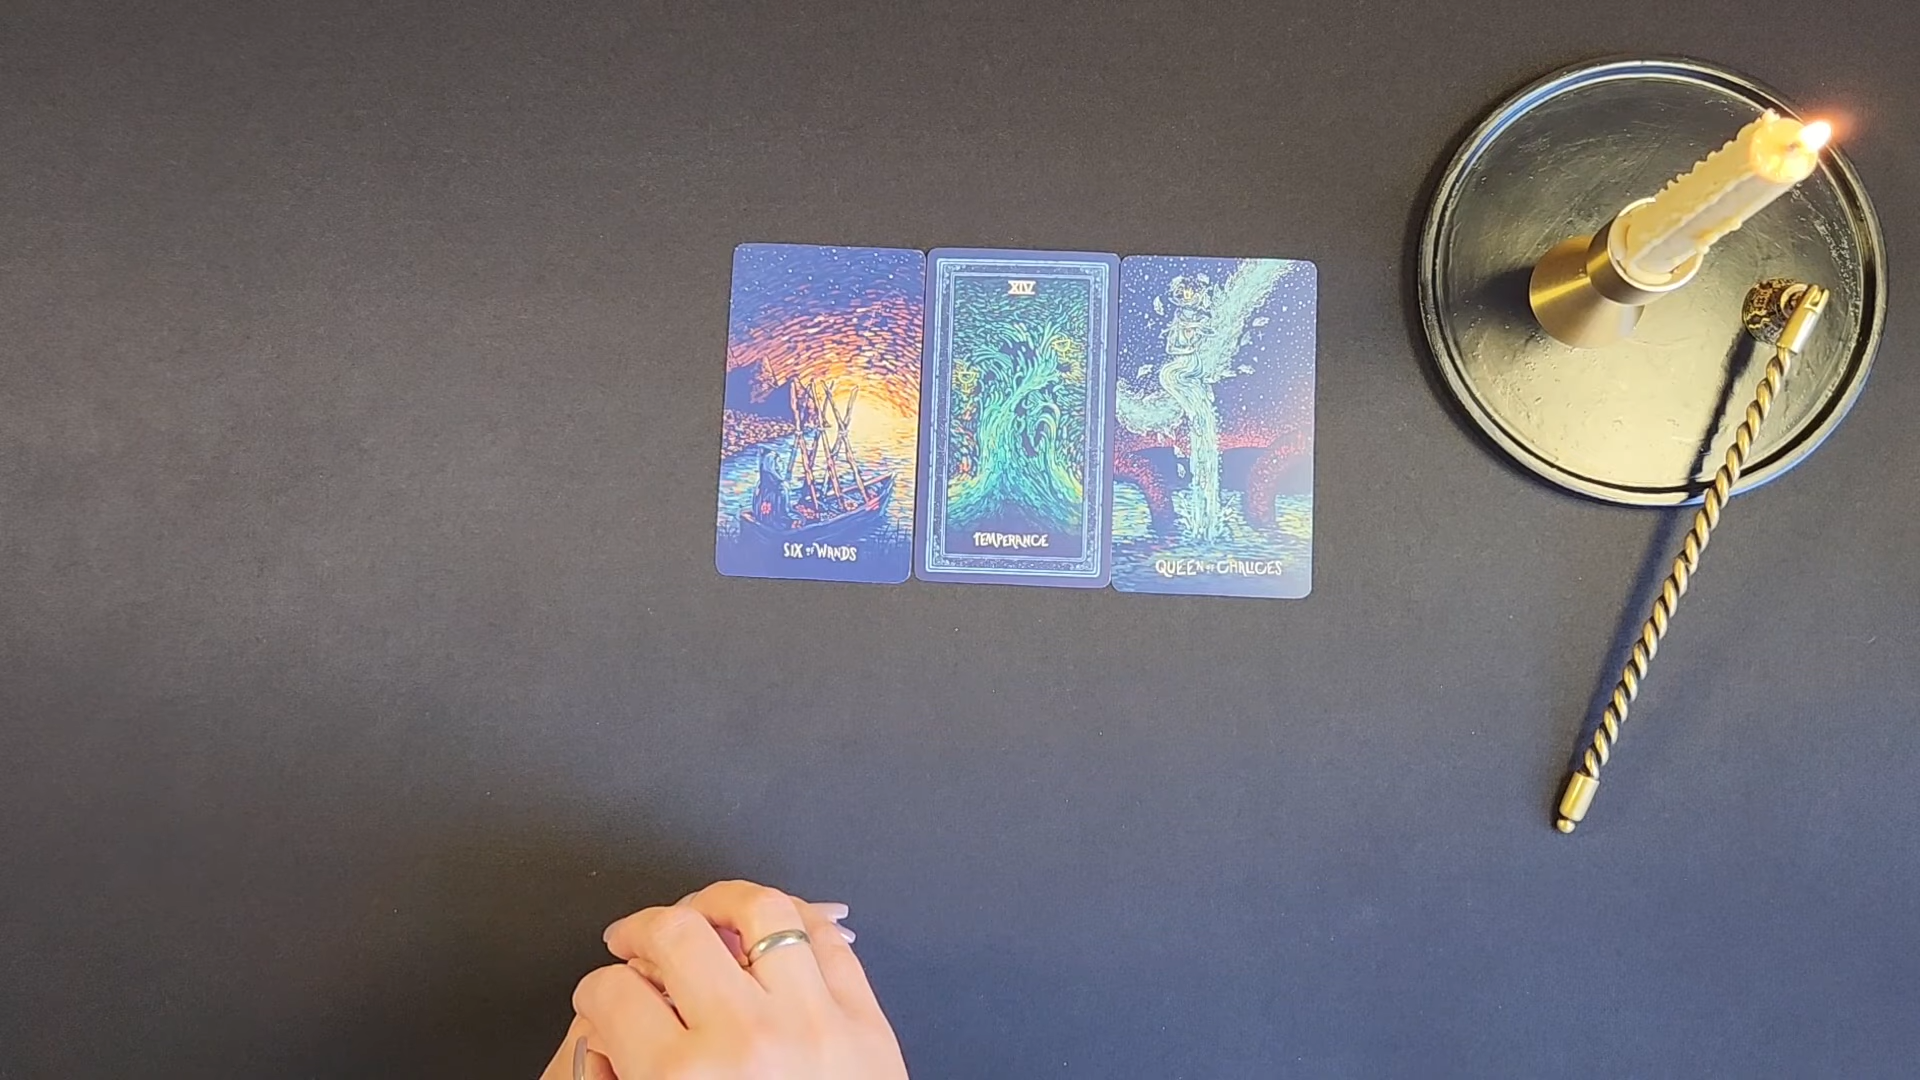 SIX OF WANDS
XIV
TEMPERANCE
QUEEN OF CHALICES